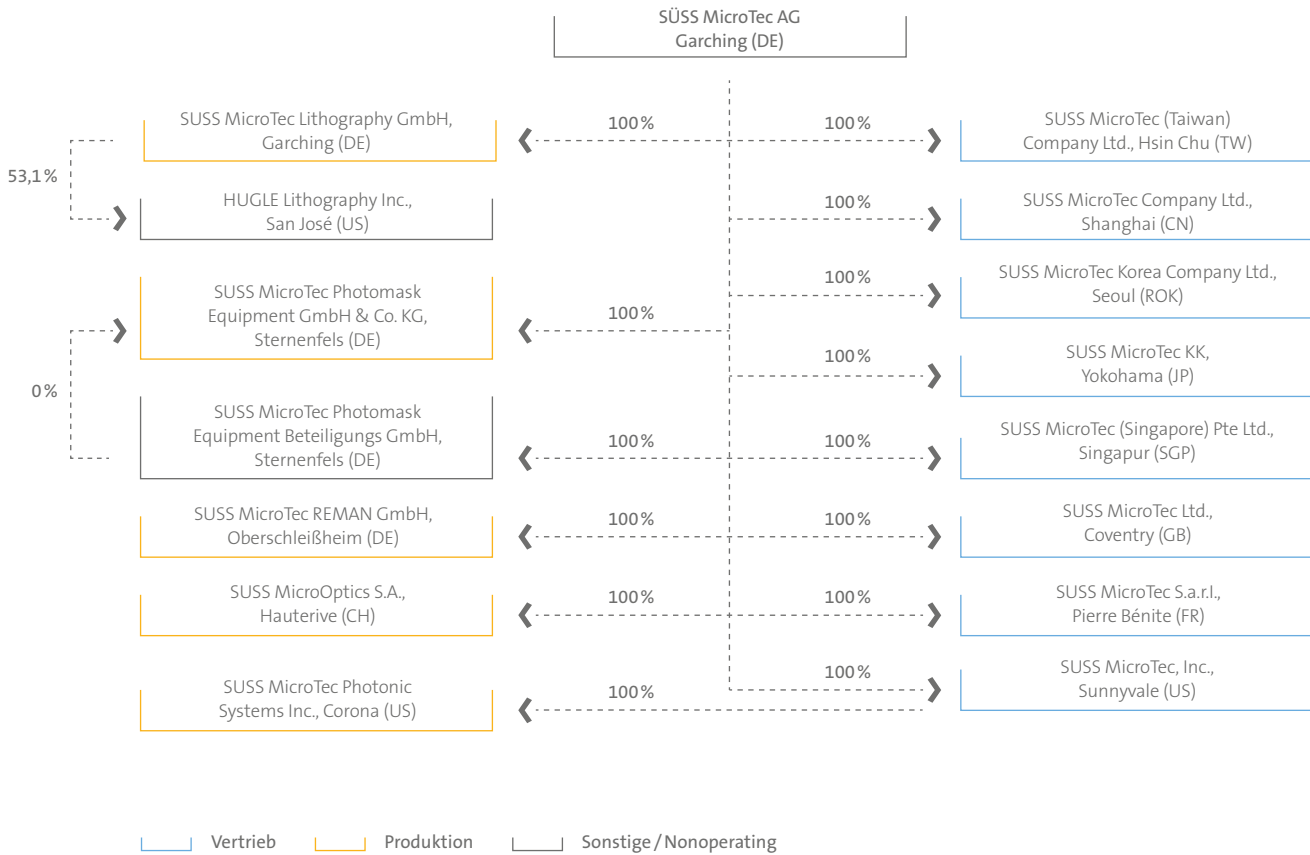 SÜSS MicroTec AG
Garching (DE)
SUSS MicroTec Lithography GmbH,
Garching (DE)
100 %
100 %
SUSS MicroTec (Taiwan)
Company Ltd., Hsin Chu (TW)
53,1 %
HUGLE Lithography Inc.,
San José (US)
100 %
SUSS MicroTec Company Ltd.,
Shanghai (CN)
SUSS MicroTec Photomask
Equipment GmbH & Co. KG,
Sternenfels (DE)
100 %
100 %
SUSS MicroTec Korea Company Ltd.,
Seoul (ROK)
100 %
SUSS MicroTec KK,
Yokohama (JP)
0 %
SUSS MicroTec Photomask
Equipment Beteiligungs GmbH,
Sternenfels (DE)
100 %
100 %
SUSS MicroTec (Singapore) Pte Ltd.,
Singapur (SGP)
SUSS MicroTec REMAN GmbH,
Oberschleißheim (DE)
100 %
100 %
SUSS MicroTec Ltd.,
Coventry (GB)
SUSS MicroOptics S.A.,
Hauterive (CH)
100 %
100 %
SUSS MicroTec S.a.r.l.,
Pierre Bénite (FR)
SUSS MicroTec Photonic
Systems Inc., Corona (US)
100 %
100 %
SUSS MicroTec, Inc.,
Sunnyvale (US)
Vertrieb
Produktion
Sonstige / Nonoperating